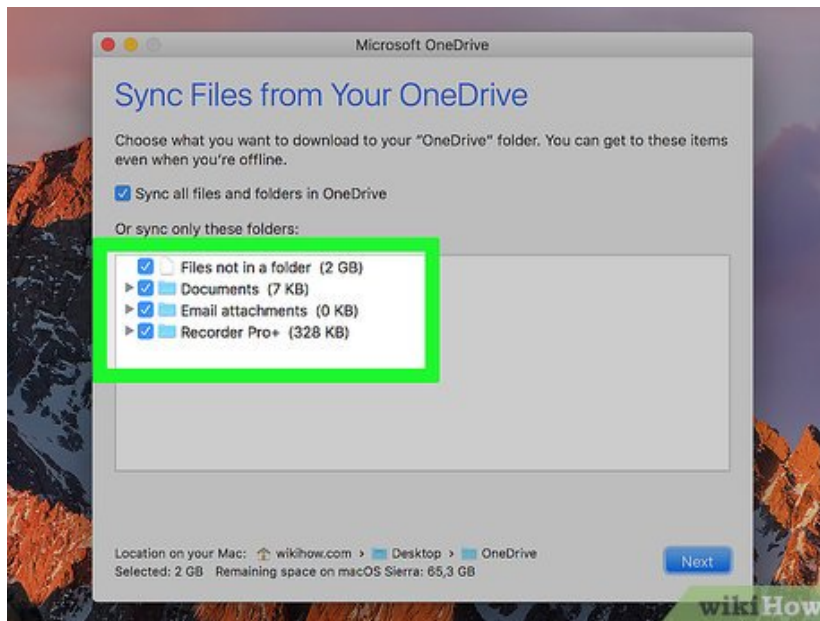 Microsoft OneDrive
Sync Files from Your OneDrive
Choose what you want to download to your “OneDrive” folder. You can get to these items
even when you're offline.
Sync all files and folders in OneDrive
Or sync only these folders:
Files not in a folder (2 GB)
Documents (7 KB)
Email attachments (0 KB)
Recorder Pro+ (328 KB)
Location on your Mac: wikihow.com > Desktop > OneDrive
Selected: 2 GB Remaining space on macOS Sierra: 65,3 GB
Next
wikiHow